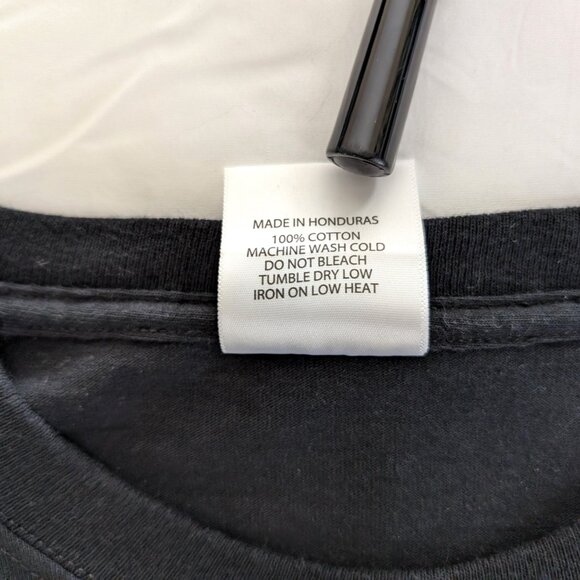 MADE IN HONDURAS
100% COTTON
MACHINE WASH COLD
DO NOT BLEACH
TUMBLE DRY LOW
IRON ON LOW HEAT